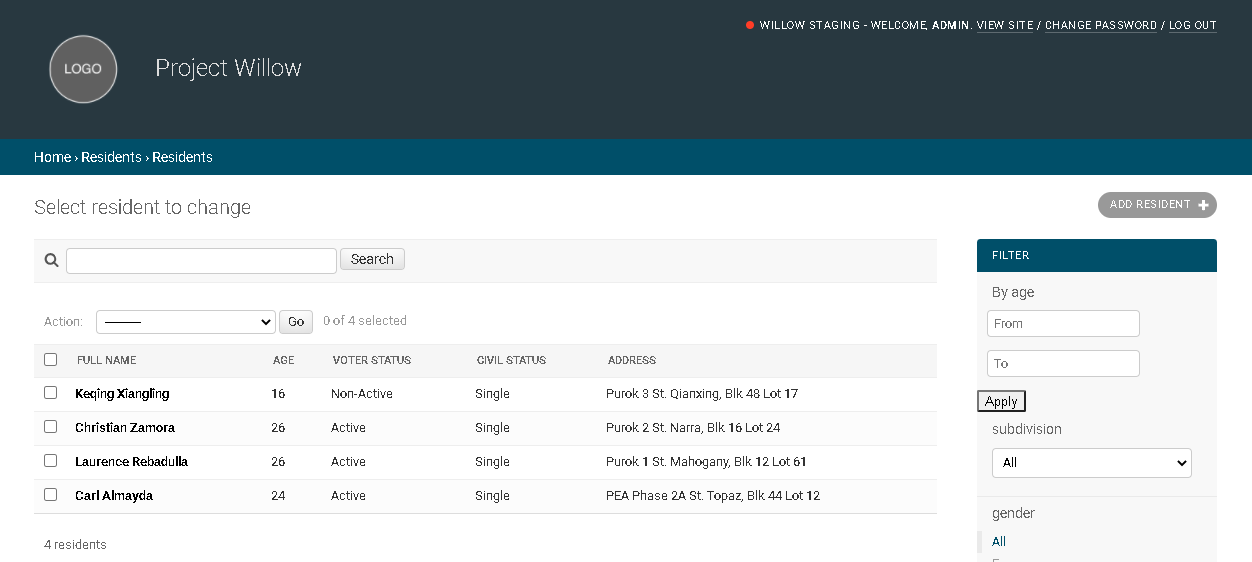 WILLOW STAGING - WELCOME, ADMIN. VIEW SITE / CHANGE PASSWORD / LOG OUT
LOGO
Project Willow
Home › Residents › Residents
Select resident to change
ADD RESIDENT +
Search
FILTER
By age
From
To
Apply
subdivision
All
gender
All
Action: --------- Go 0 of 4 selected
FULL NAME AGE VOTER STATUS CIVIL STATUS ADDRESS
Keqing Xiangling 16 Non-Active Single Purok 3 St. Qianxing, Blk 48 Lot 17
Christian Zamora 26 Active Single Purok 2 St. Narra, Blk 16 Lot 24
Laurence Rebadulla 26 Active Single Purok 1 St. Mahogany, Blk 12 Lot 61
Carl Almayda 24 Active Single PEA Phase 2A St. Topaz, Blk 44 Lot 12
4 residents